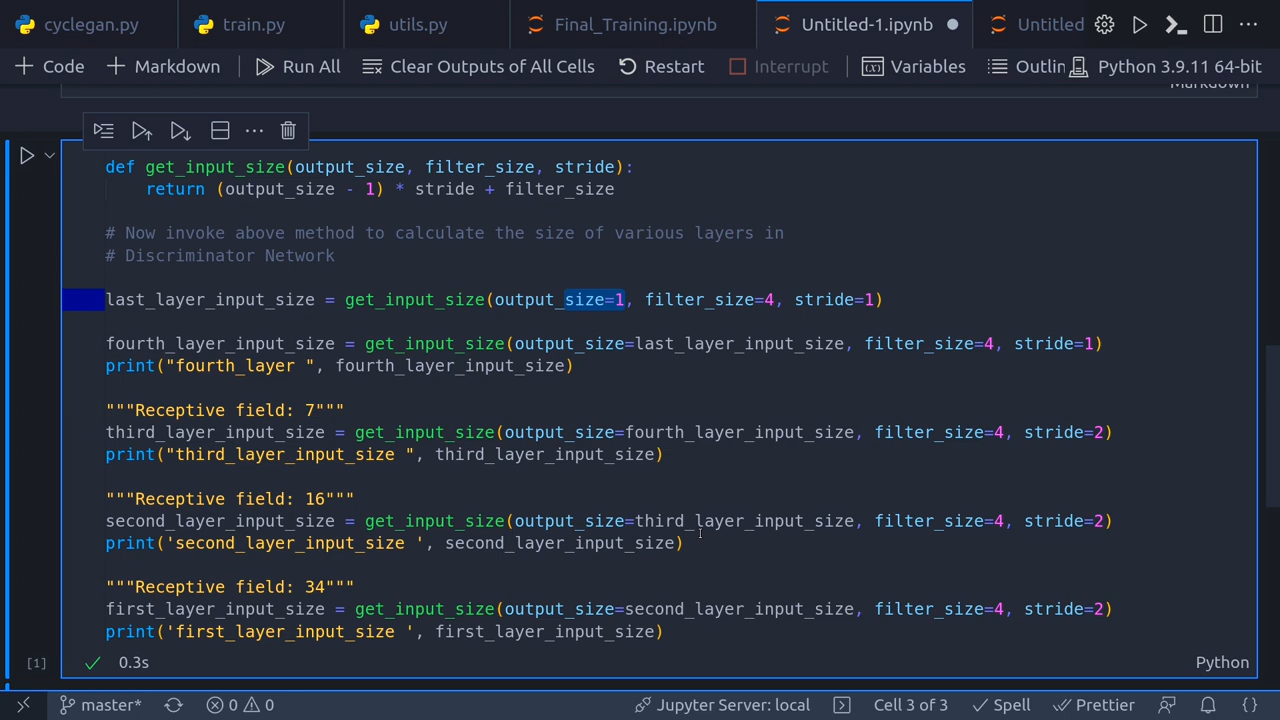 cyclegan.py train.py utils.py Final_Training.ipynb Untitled-1.ipynb Untitled
Code Markdown Run All Clear Outputs of All Cells Restart Interrupt Variables Outlin Python 3.9.11 64-bit
Markdown
def get_input_size(output_size, filter_size, stride):
return (output_size - 1) * stride + filter_size
# Now invoke above method to calculate the size of various layers in
# Discriminator Network
last_layer_input_size = get_input_size(output_size=1, filter_size=4, stride=1)
fourth_layer_input_size = get_input_size(output_size=last_layer_input_size, filter_size=4, stride=1)
print("fourth_layer ", fourth_layer_input_size)
"""Receptive field: 7"""
third_layer_input_size = get_input_size(output_size=fourth_layer_input_size, filter_size=4, stride=2)
print("third_layer_input_size ", third_layer_input_size)
"""Receptive field: 16"""
second_layer_input_size = get_input_size(output_size=third_layer_input_size, filter_size=4, stride=2)
print('second_layer_input_size ', second_layer_input_size)
"""Receptive field: 34"""
first_layer_input_size = get_input_size(output_size=second_layer_input_size, filter_size=4, stride=2)
print('first_layer_input_size ', first_layer_input_size)
[1] 0.3s Python
master* 0 0 Jupyter Server: local Cell 3 of 3 Spell Prettier